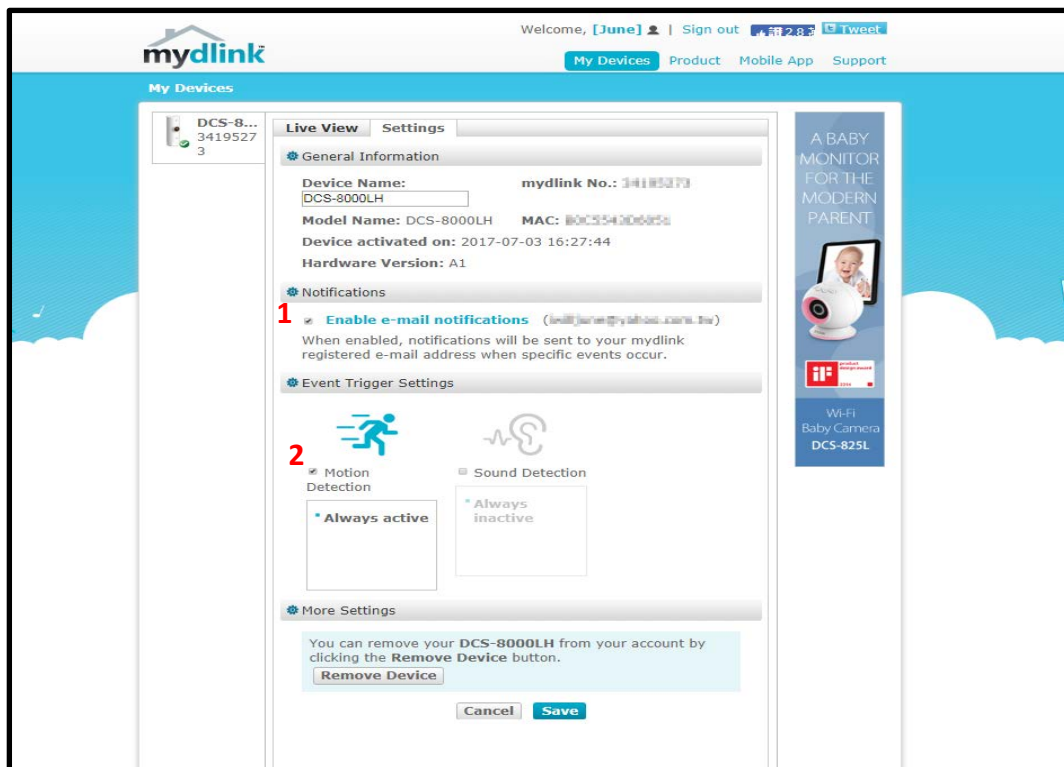 Welcome, [June] | Sign out Tweet
mydlink
My Devices Product Mobile App Support
My Devices
DCS-8...
3419527
3
Live View Settings
General Information
Device Name: mydlink No.:
DCS-8000LH
Model Name: DCS-8000LH MAC:
Device activated on: 2017-07-03 16:27:44
Hardware Version: A1
Notifications
1
Enable e-mail notifications
When enabled, notifications will be sent to your mydlink
registered e-mail address when specific events occur.
Event Trigger Settings
2
Motion
Detection
Sound Detection
Always active
Always
inactive
More Settings
You can remove your DCS-8000LH from your account by
clicking the Remove Device button.
Remove Device
Cancel Save
A BABY
MONITOR
FOR THE
MODERN
PARENT
iF
product
design award
Wi-Fi
Baby Camera
DCS-825L